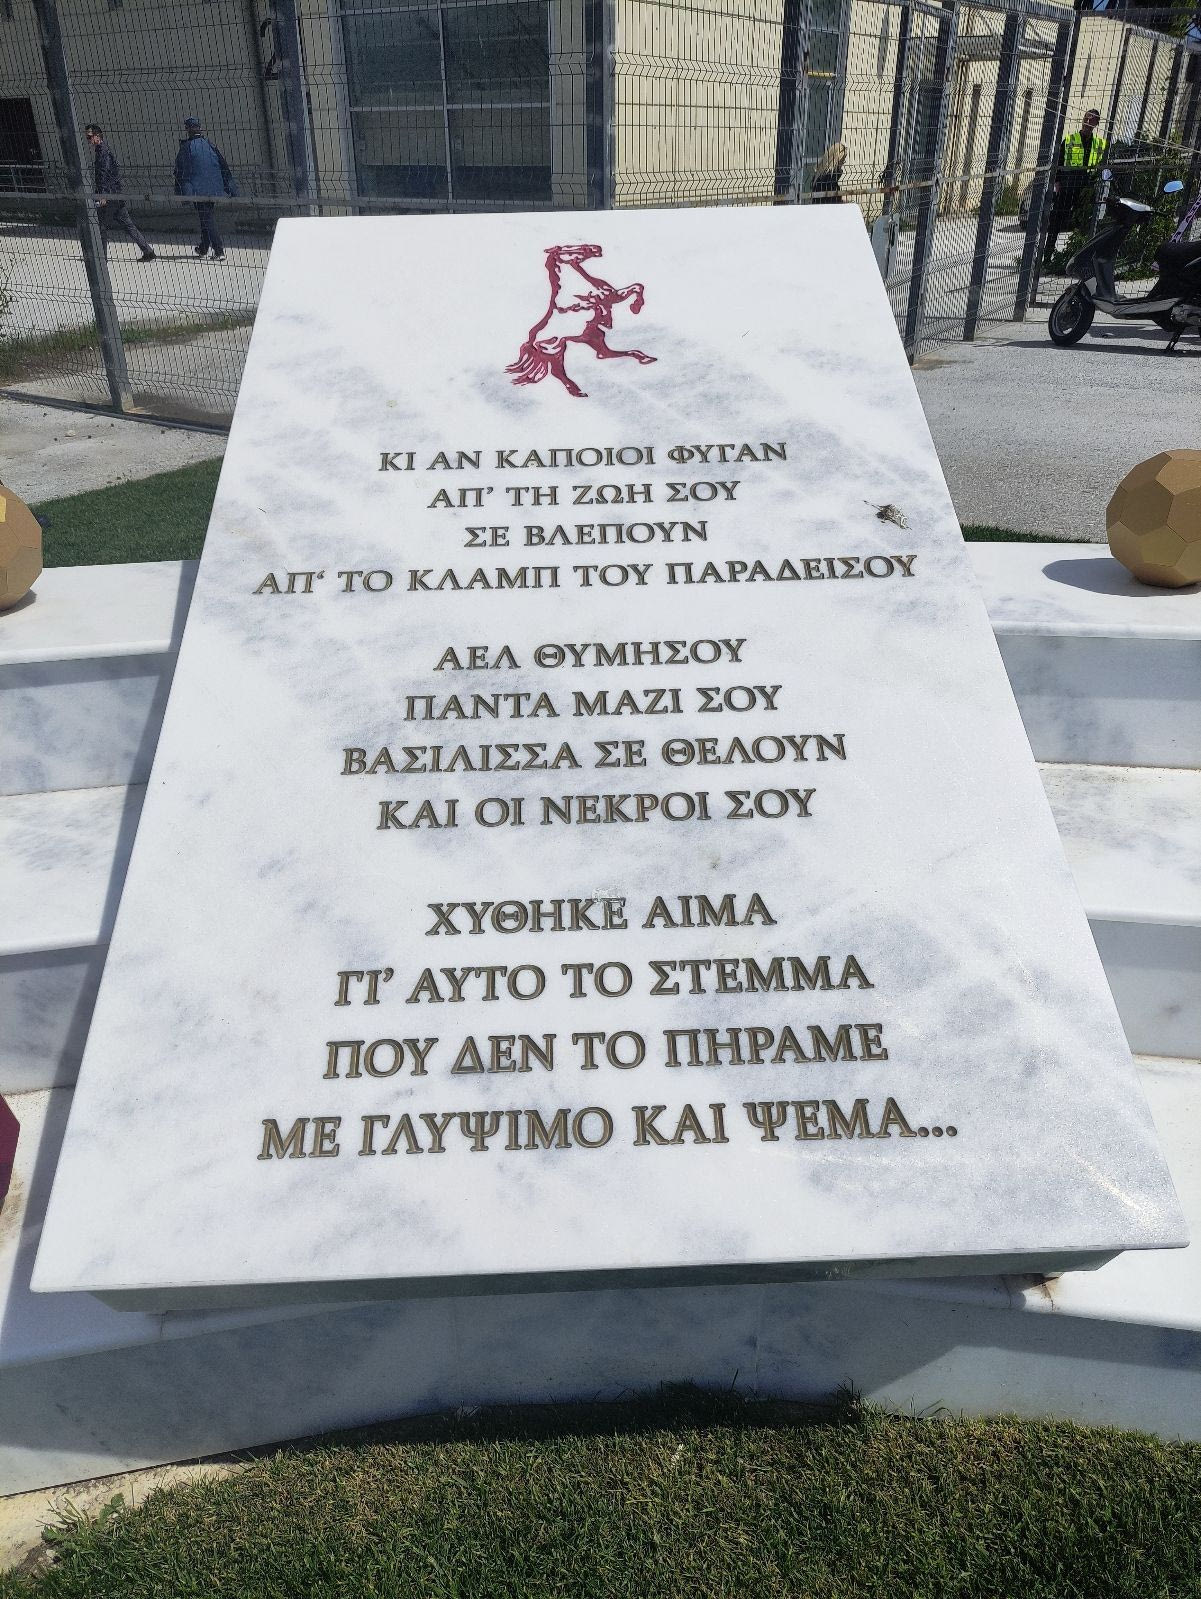 ΚΙ ΑΝ ΚΑΠΟΙΟΙ ΦΥΓΑΝ
ΑΠ’ ΤΗ ΖΩΗ ΣΟΥ
ΣΕ ΒΛΕΠΟΥΝ
ΑΠ‘ ΤΟ ΚΛΑΜΠ ΤΟΥ ΠΑΡΑΔΕΙΣΟΥ
ΑΕΛ ΘΥΜΗΣΟΥ
ΠΑΝΤΑ ΜΑΖΙ ΣΟΥ
ΒΑΣΙΛΙΣΣΑ ΣΕ ΘΕΛΟΥΝ
ΚΑΙ ΟΙ ΝΕΚΡΟΙ ΣΟΥ
ΧΥΘΗΚΕ ΑΙΜΑ
ΓΙ’ ΑΥΤΟ ΤΟ ΣΤΕΜΜΑ
ΠΟΥ ΔΕΝ ΤΟ ΠΗΡΑΜΕ
ΜΕ ΓΛΥΨΙΜΟ ΚΑΙ ΨΕΜΑ...